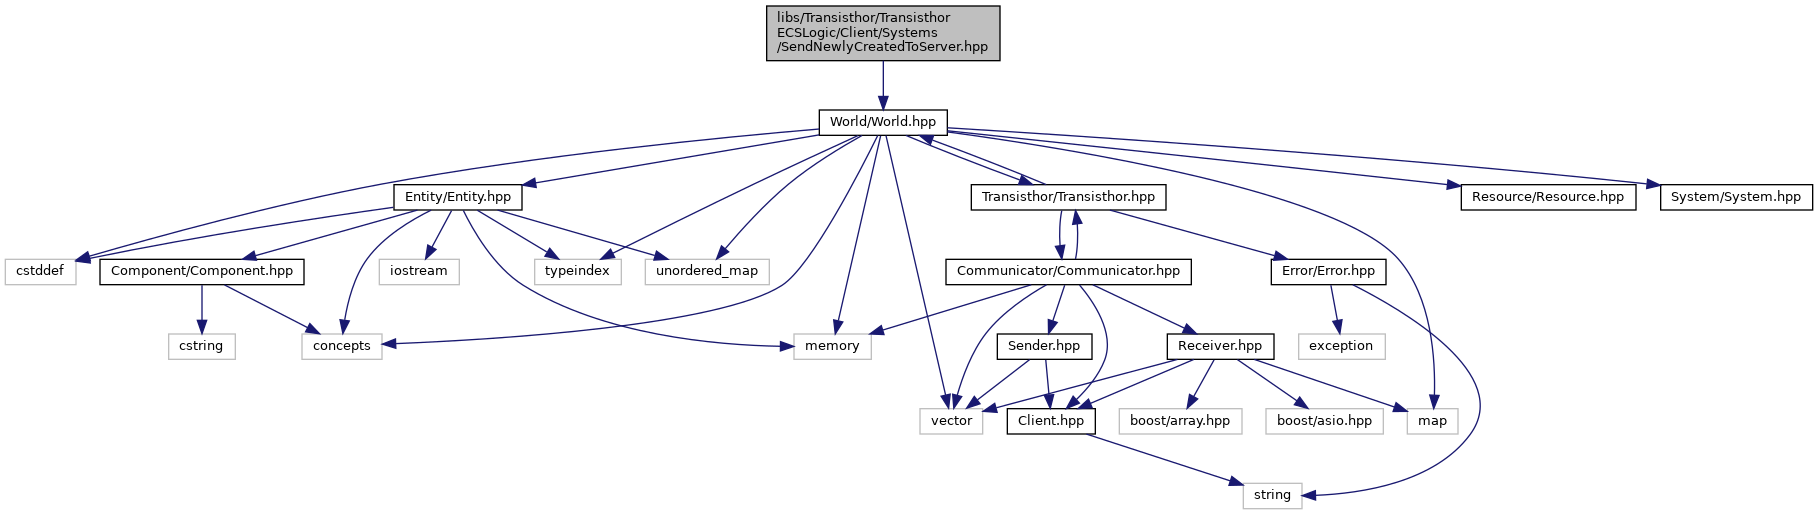 libs/Transisthor/Transisthor
ECSLogic/Client/Systems
/SendNewlyCreatedToServer.hpp
World/World.hpp
Entity/Entity.hpp
Transisthor/Transisthor.hpp
Resource/Resource.hpp
System/System.hpp
cstddef
Component/Component.hpp
iostream
typeindex
unordered_map
Communicator/Communicator.hpp
Error/Error.hpp
cstring
concepts
memory
Sender.hpp
Receiver.hpp
exception
vector
Client.hpp
boost/array.hpp
boost/asio.hpp
map
string